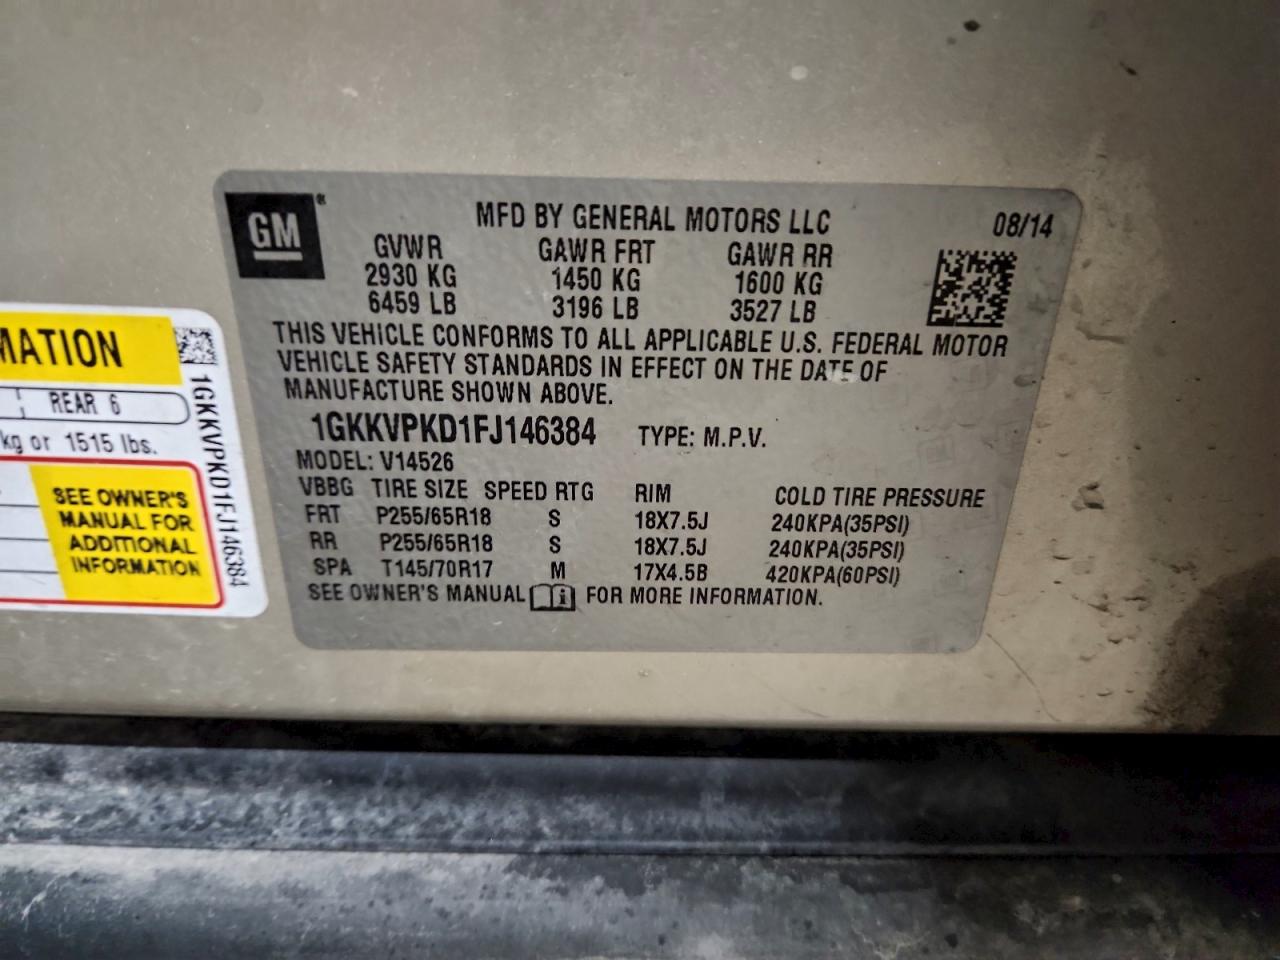 GM®
MFD BY GENERAL MOTORS LLC 08/14
GVWR GAWR FRT GAWR RR
2930 KG 1450 KG 1600 KG
6459 LB 3196 LB 3527 LB
THIS VEHICLE CONFORMS TO ALL APPLICABLE U.S. FEDERAL MOTOR
VEHICLE SAFETY STANDARDS IN EFFECT ON THE DATE OF
MANUFACTURE SHOWN ABOVE.
1GKKVPKD1FJ146384 TYPE: M.P.V.
MODEL: V14526
VBBG TIRE SIZE SPEED RTG RIM COLD TIRE PRESSURE
FRT P255/65R18 S 18X7.5J 240KPA(35PSI)
RR P255/65R18 S 18X7.5J 240KPA(35PSI)
SPA T145/70R17 M 17X4.5B 420KPA(60PSI)
SEE OWNER'S MANUAL i FOR MORE INFORMATION.
MATION
REAR 6
kg or 1515 lbs.
SEE OWNER'S
MANUAL FOR
ADDITIONAL
INFORMATION
1GKKVPKD1FJ146384